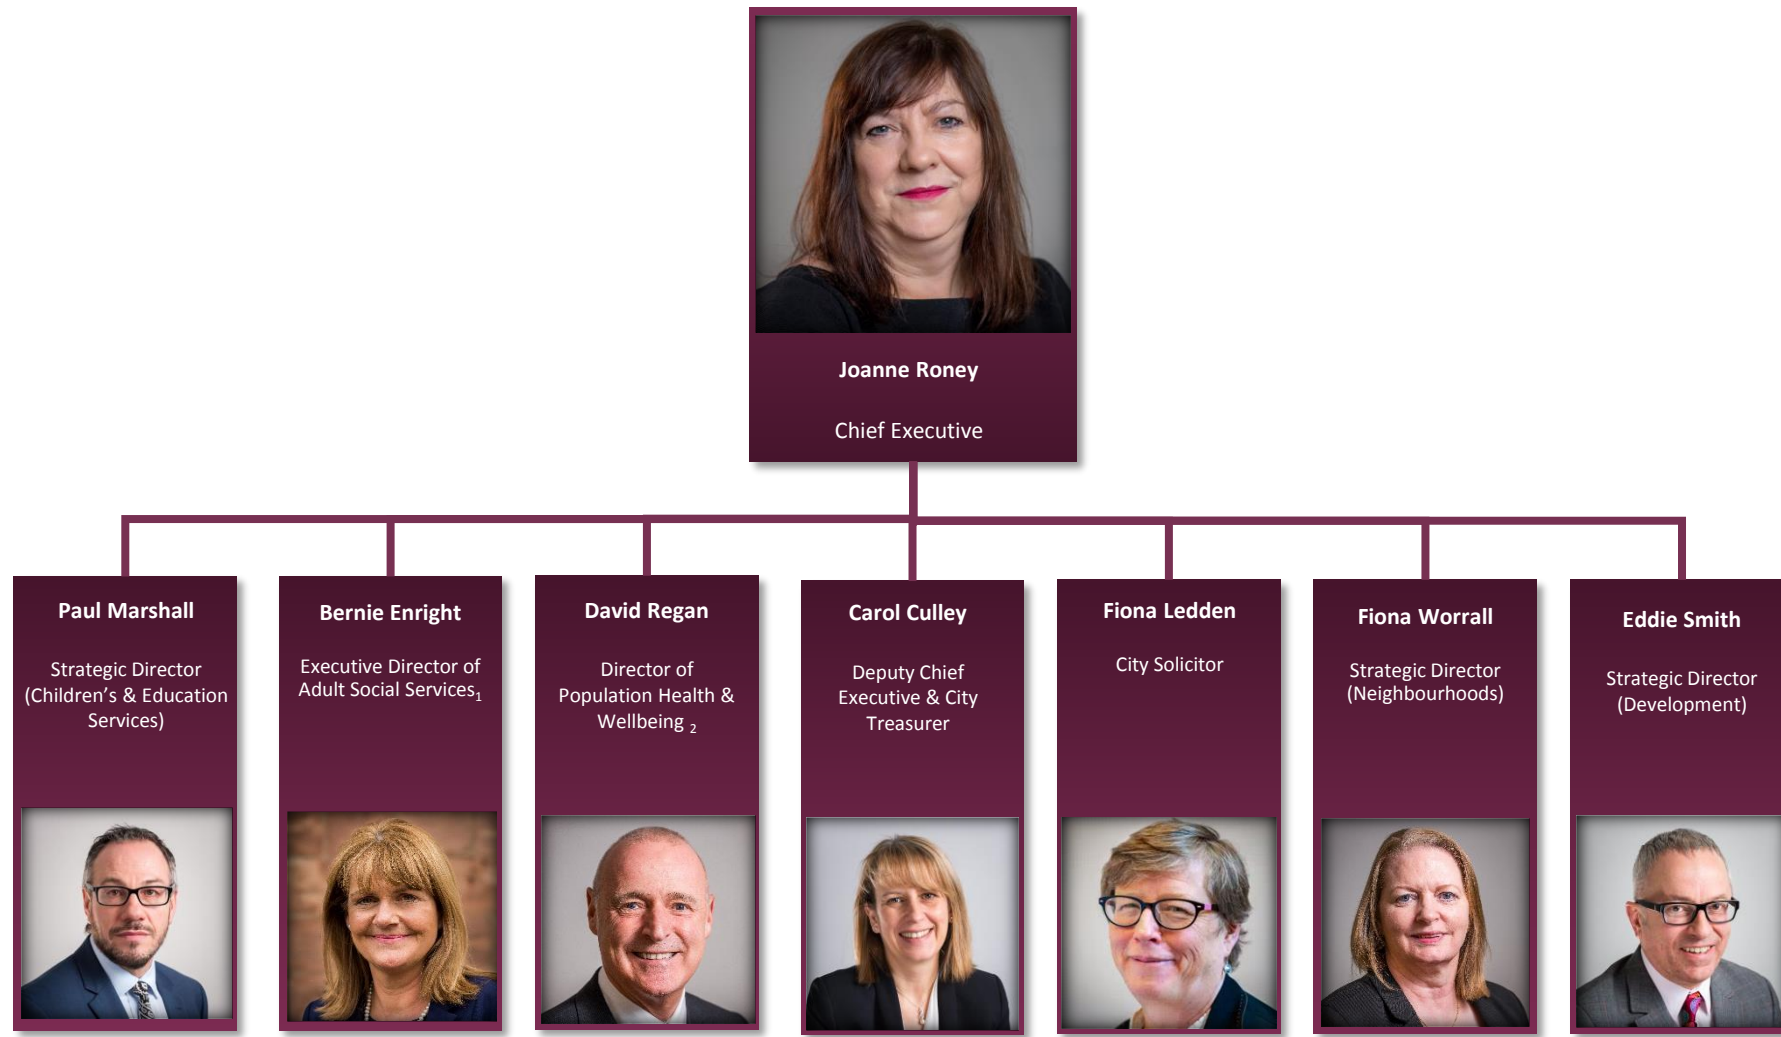 Joanne Roney
Chief Executive
Paul Marshall
Strategic Director
(Children’s & Education
Services)
Bernie Enright
Executive Director of
Adult Social Services1
David Regan
Director of
Population Health &
Wellbeing 2
Carol Culley
Deputy Chief
Executive & City
Treasurer
Fiona Ledden
City Solicitor
Fiona Worrall
Strategic Director
(Neighbourhoods)
Eddie Smith
Strategic Director
(Development)